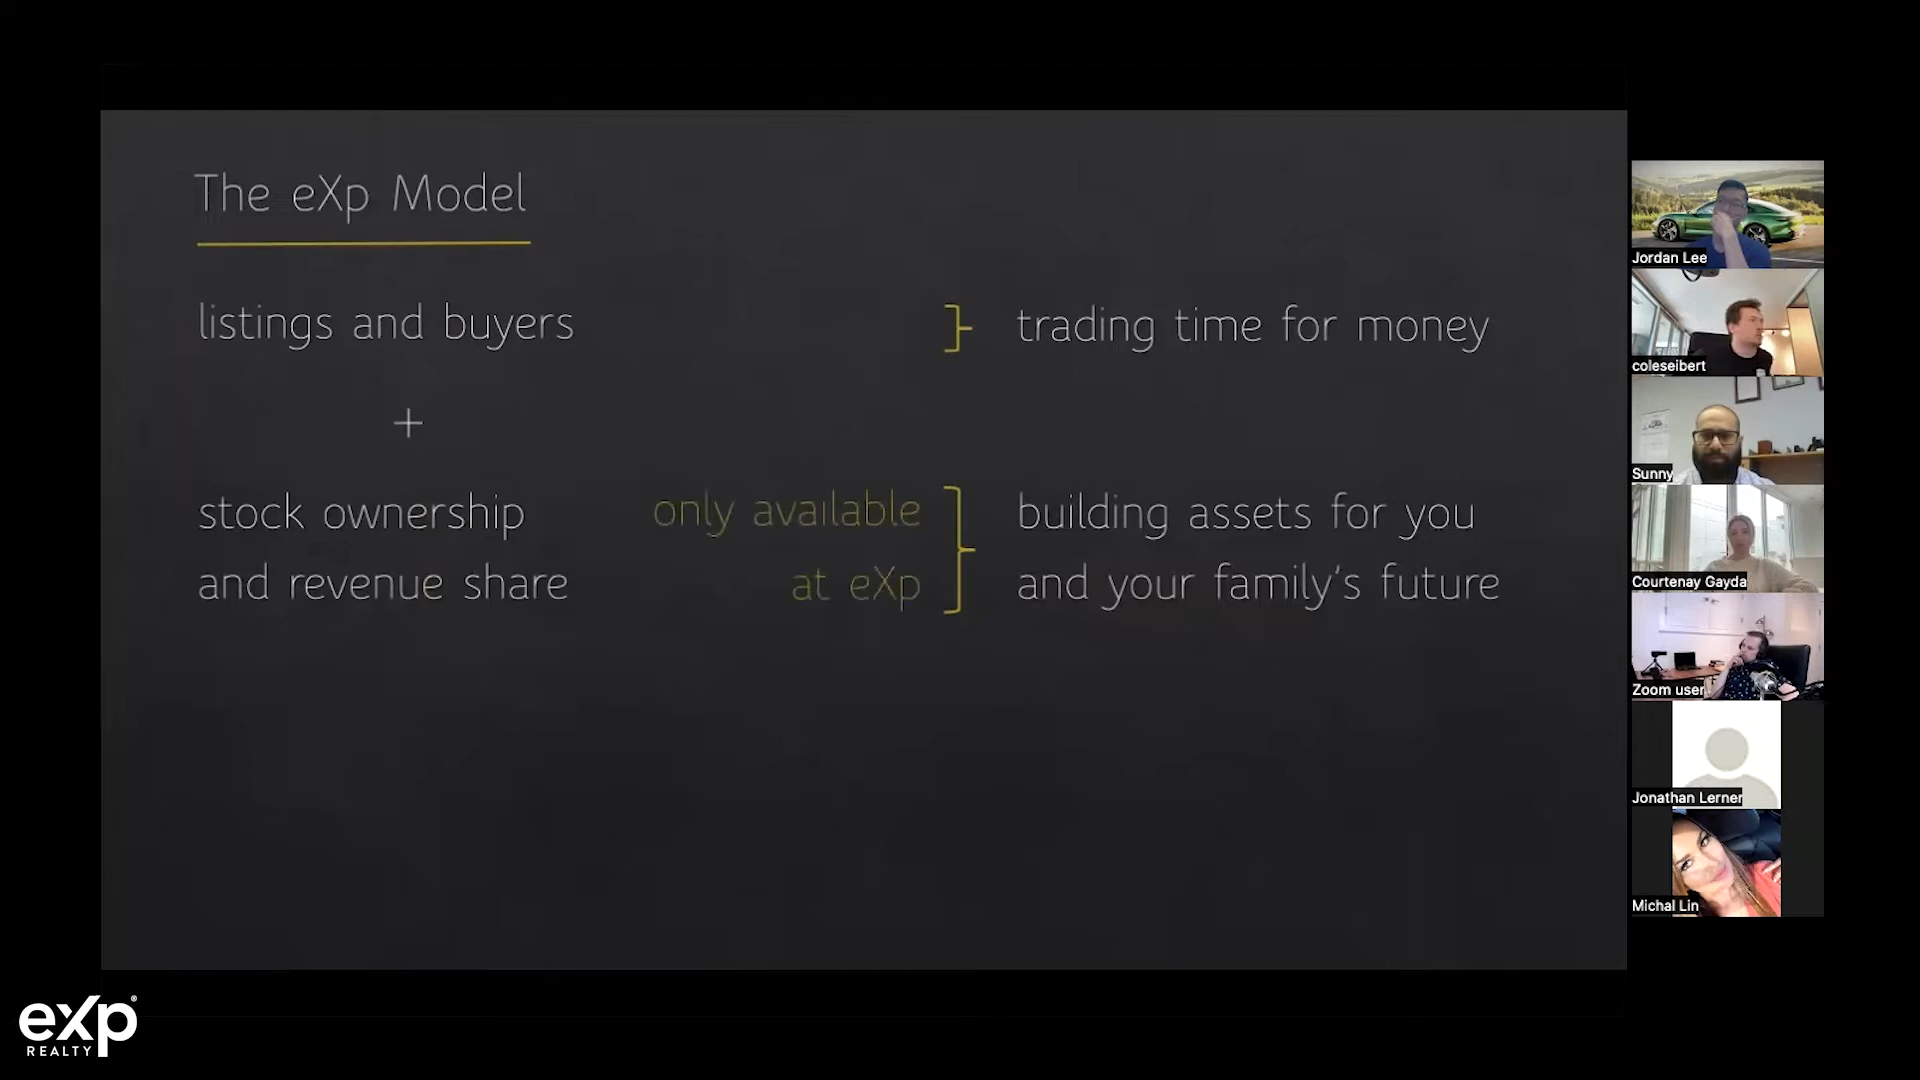 The eXp Model
listings and buyers
trading time for money
+
stock ownership
and revenue share
only available
at eXp
building assets for you
and your family's future
Jordan Lee
coleseibert
Sunny
Courtenay Gayda
Zoom user
Jonathan Lerner
Michal Lin
eXp
REALTY